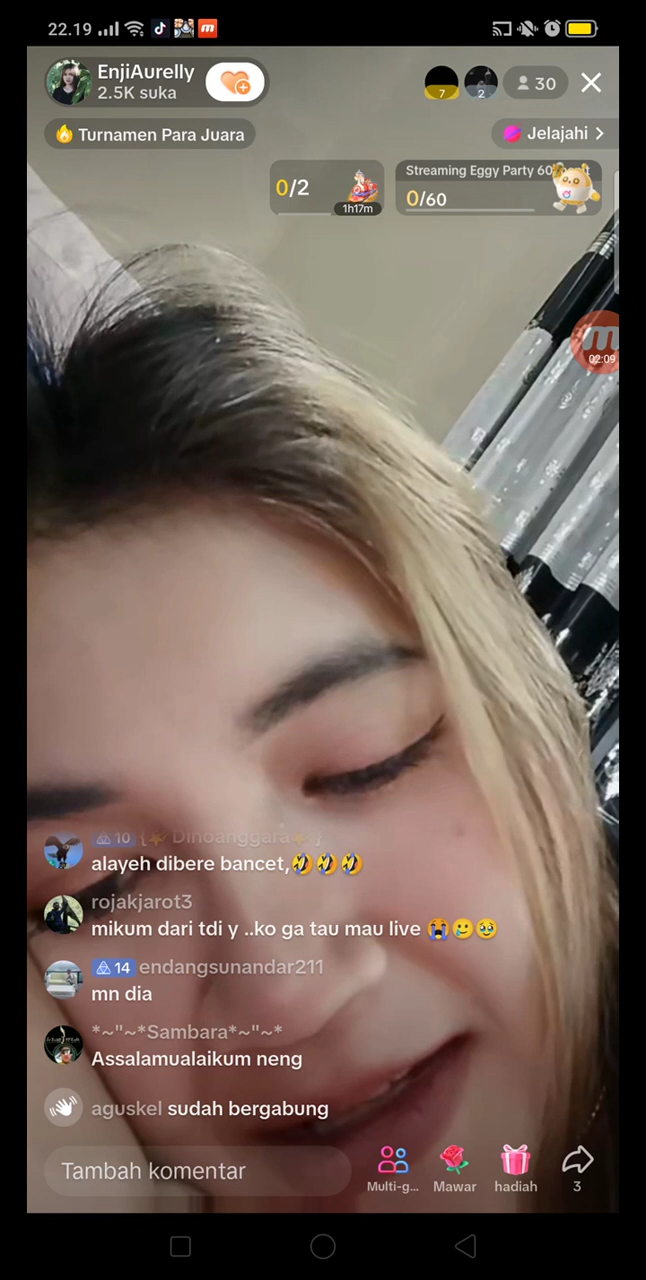 22.19
EnjiAurelly
2.5K suka
7
2
30
Turnamen Para Juara
Jelajahi >
0/2
1h17m
Streaming Eggy Party 60
0/60
02:09
10 { Dinoanggara }
alayeh dibere bancet,🤣🤣🤣
rojakjarot3
mikum dari tdi y ..ko ga tau mau live 😭🥲🥹
14 endangsunandar211
mn dia
*~"~*Sambara*~"~*
Assalamualaikum neng
aguskel sudah bergabung
Tambah komentar
Multi-g...
Mawar
hadiah
3